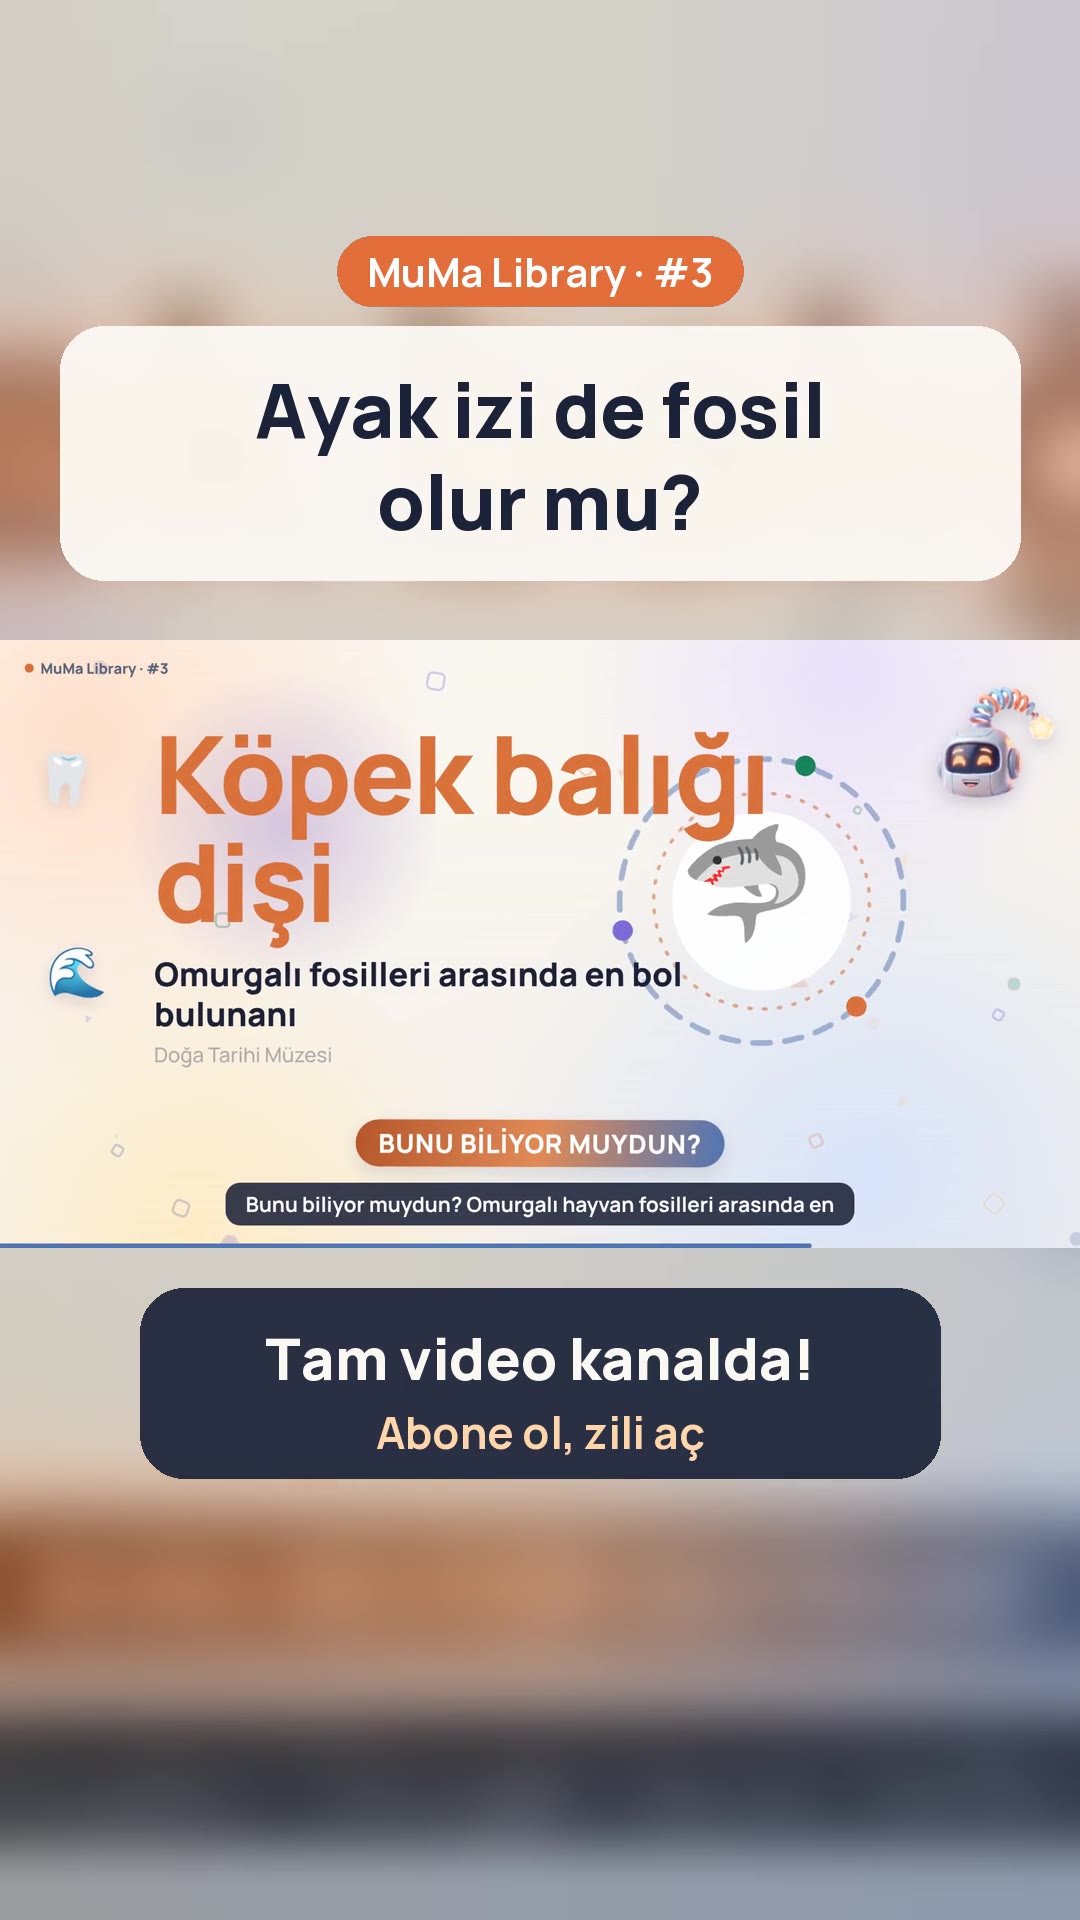 MuMa Library · #3
Ayak izi de fosil
olur mu?
MuMa Library · #3
Köpek balığı
dişi
Omurgalı fosilleri arasında en bol
bulunanı
Doğa Tarihi Müzesi
BUNU BİLİYOR MUYDUN?
Bunu biliyor muydun? Omurgalı hayvan fosilleri arasında en
Tam video kanalda!
Abone ol, zili aç